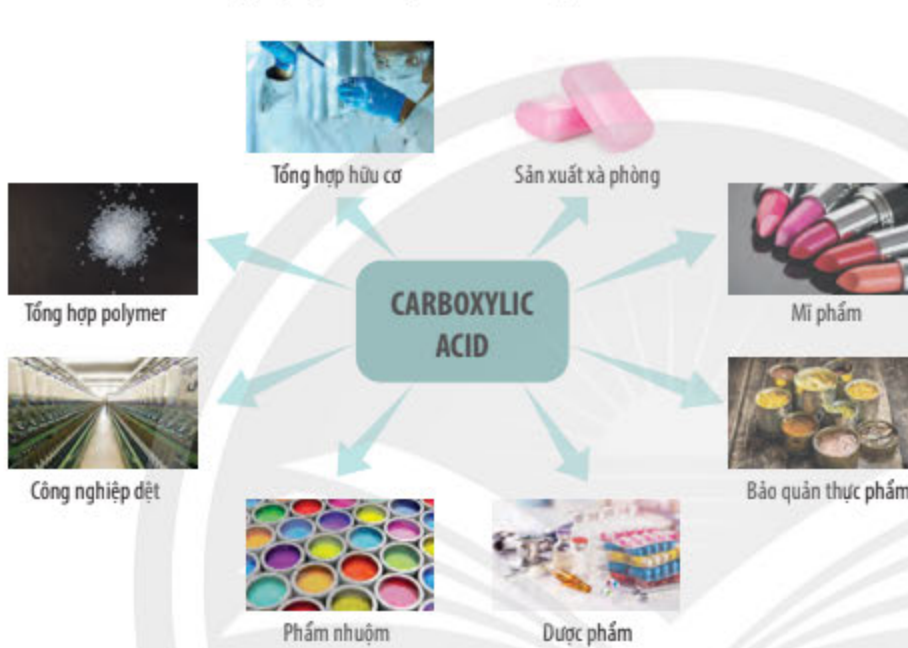 Tổng hợp hữu cơ
Sản xuất xà phòng
Tổng hợp polymer
CARBOXYLIC
ACID
Mĩ phẩm
Công nghiệp dệt
Bảo quản thực phẩm
Phẩm nhuộm
Dược phẩm